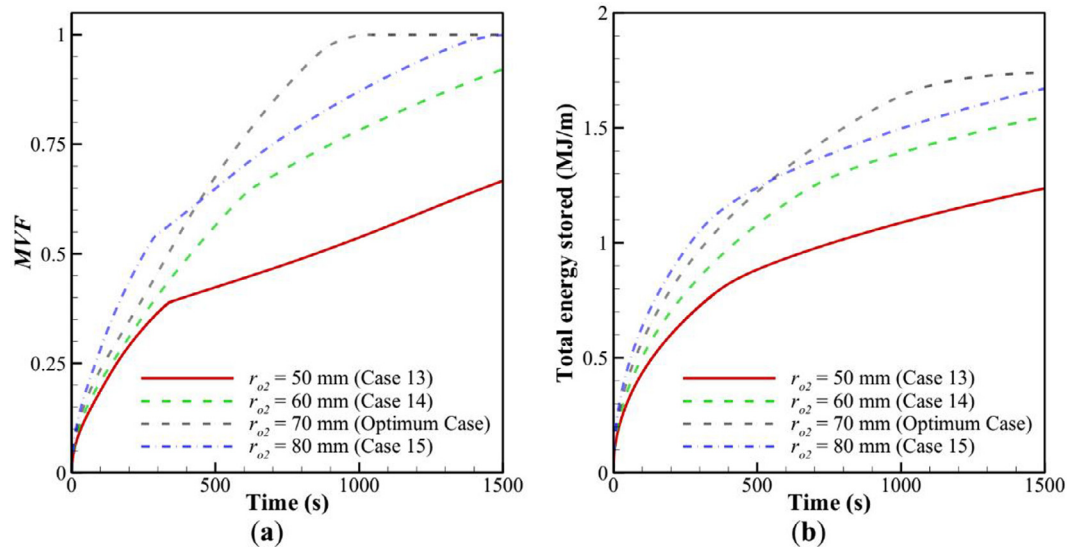 MVF
1
0.75
0.5
0.25
0
0
500
1000
1500
Time (s)
r_o2 = 50 mm (Case 13)
r_o2 = 60 mm (Case 14)
r_o2 = 70 mm (Optimum Case)
r_o2 = 80 mm (Case 15)
(a)
Total energy stored (MJ/m)
2
1.5
1
0.5
0
0
500
1000
1500
Time (s)
r_o2 = 50 mm (Case 13)
r_o2 = 60 mm (Case 14)
r_o2 = 70 mm (Optimum Case)
r_o2 = 80 mm (Case 15)
(b)